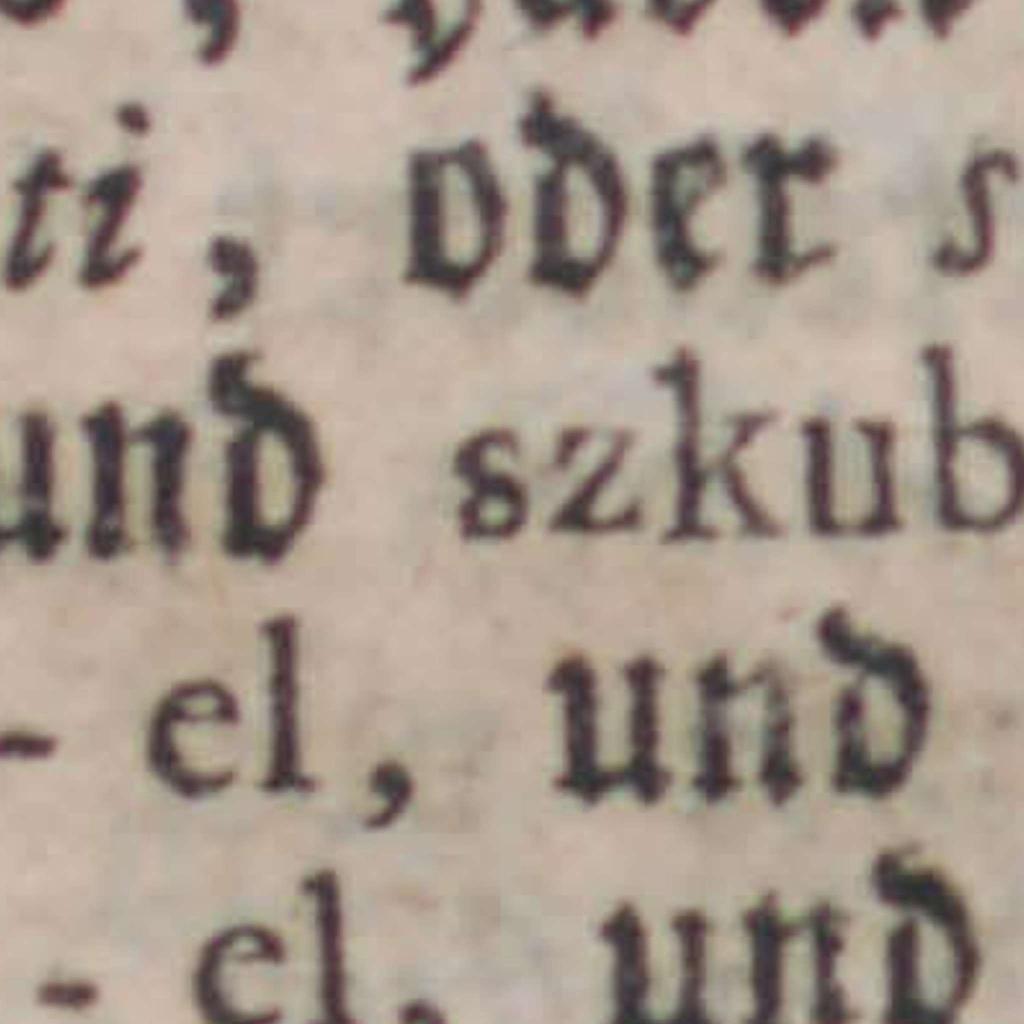 ti, oder s
und szkub
- el, und
- el, und